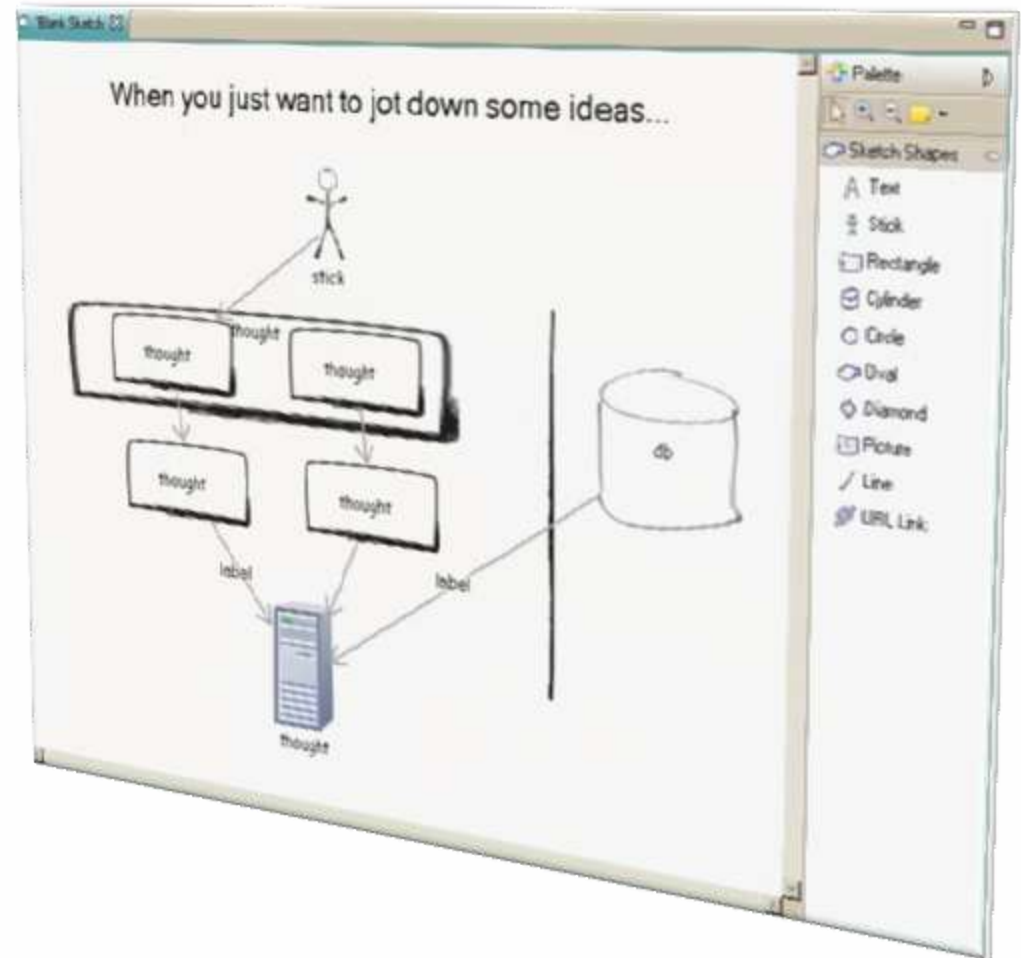 Blank Sketch
When you just want to jot down some ideas...
stick
thought
thought
thought
thought
thought
label
label
thought
db
Palette
Sketch Shapes
Text
Stick
Rectangle
Cylinder
Circle
Oval
Diamond
Picture
Line
URL Link